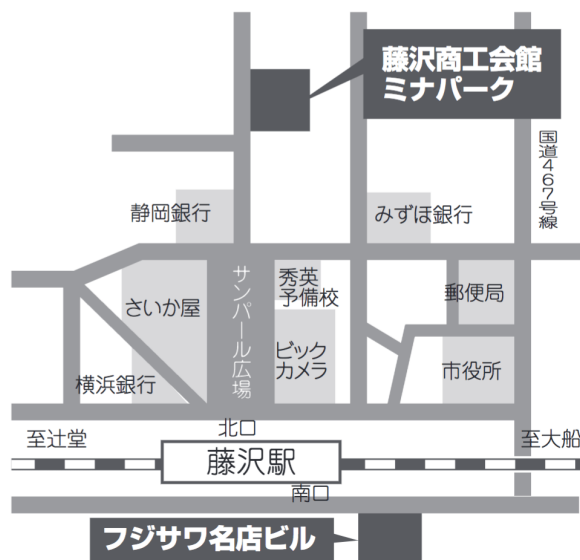 藤沢商工会館
ミナパーク
国道467号線
静岡銀行
みずほ銀行
サンパール広場
秀英
予備校
郵便局
さいか屋
ビック
カメラ
市役所
横浜銀行
北口
至辻堂
至大船
藤沢駅
南口
フジサワ名店ビル